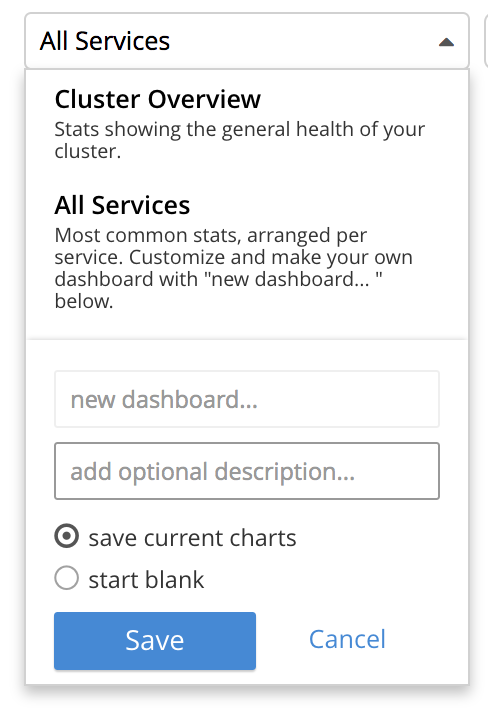 All Services
Cluster Overview
Stats showing the general health of your
cluster.
All Services
Most common stats, arranged per
service. Customize and make your own
dashboard with "new dashboard... "
below.
new dashboard...
add optional description...
save current charts
start blank
Save
Cancel